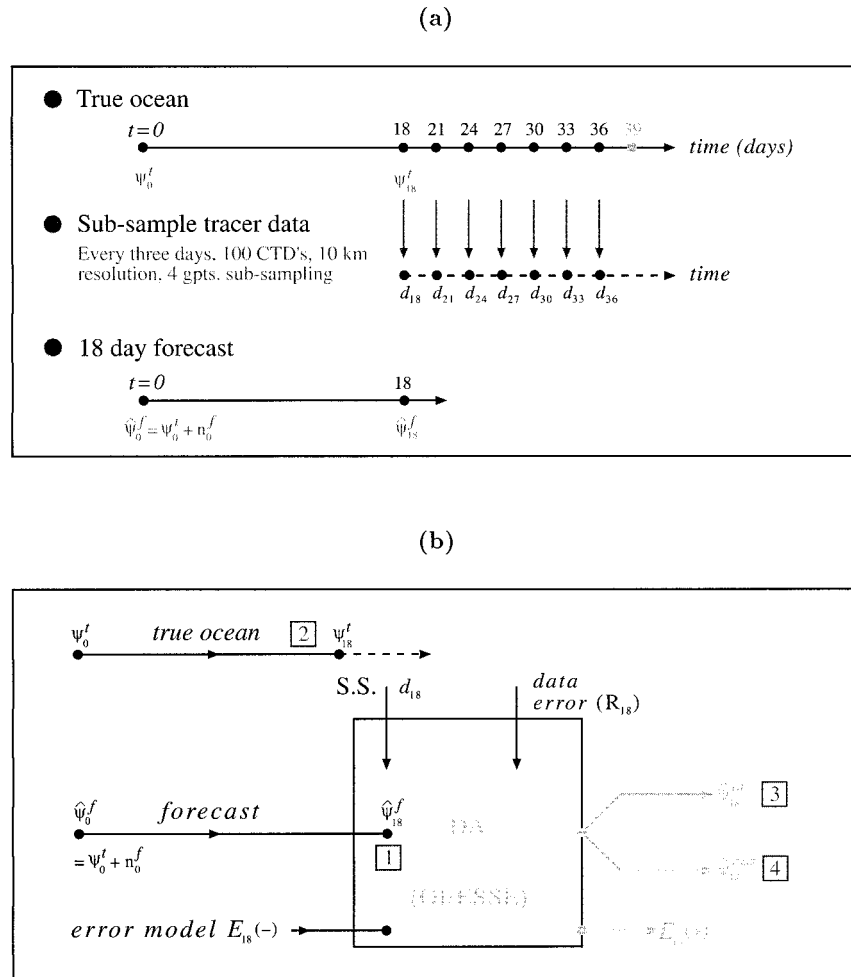 (a)
● True ocean
t=0 18 21 24 27 30 33 36 39 time (days)
ψ₀ᵗ ψ₁₈ᵗ
● Sub-sample tracer data
Every three days, 100 CTD's, 10 km
resolution, 4 gpts. sub-sampling
time
d₁₈ d₂₁ d₂₄ d₂₇ d₃₀ d₃₃ d₃₆
● 18 day forecast
t=0 18
ψ̂₀ᶠ = ψ₀ᵗ + n₀ᶠ ψ̂₁₈ᶠ
(b)
ψ₀ᵗ true ocean 2 ψ₁₈ᵗ
S.S. d₁₈ data
error (R₁₈)
3
ψ̂₀ᶠ forecast ψ̂₁₈ᶠ
DA
= ψ₀ᵗ + n₀ᶠ 1 4
error model E₁₈(-)